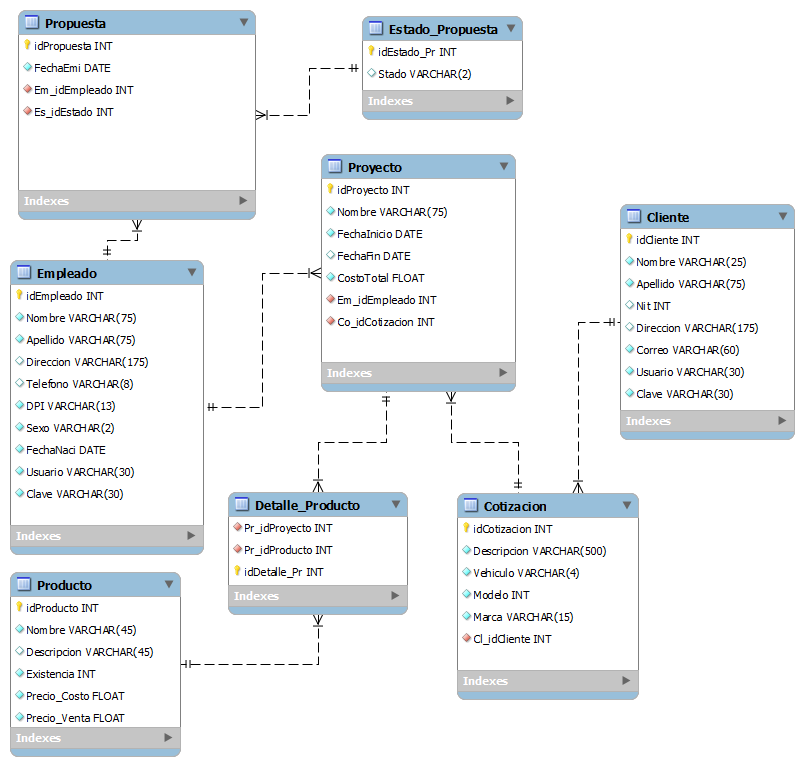 Propuesta
idPropuesta INT
FechaEmi DATE
Em_idEmpleado INT
Es_idEstado INT
Indexes
Estado_Propuesta
idEstado_Pr INT
Stado VARCHAR(2)
Indexes
Proyecto
idProyecto INT
Nombre VARCHAR(75)
FechaInicio DATE
FechaFin DATE
CostoTotal FLOAT
Em_idEmpleado INT
Co_idCotizacion INT
Indexes
Cliente
idCliente INT
Nombre VARCHAR(25)
Apellido VARCHAR(75)
Nit INT
Direccion VARCHAR(175)
Correo VARCHAR(60)
Usuario VARCHAR(30)
Clave VARCHAR(30)
Indexes
Empleado
idEmpleado INT
Nombre VARCHAR(75)
Apellido VARCHAR(75)
Direccion VARCHAR(175)
Telefono VARCHAR(8)
DPI VARCHAR(13)
Sexo VARCHAR(2)
FechaNaci DATE
Usuario VARCHAR(30)
Clave VARCHAR(30)
Indexes
Detalle_Producto
Pr_idProyecto INT
Pr_idProducto INT
idDetalle_Pr INT
Indexes
Cotizacion
idCotizacion INT
Descripcion VARCHAR(500)
Vehiculo VARCHAR(4)
Modelo INT
Marca VARCHAR(15)
Cl_idCliente INT
Indexes
Producto
idProducto INT
Nombre VARCHAR(45)
Descripcion VARCHAR(45)
Existencia INT
Precio_Costo FLOAT
Precio_Venta FLOAT
Indexes